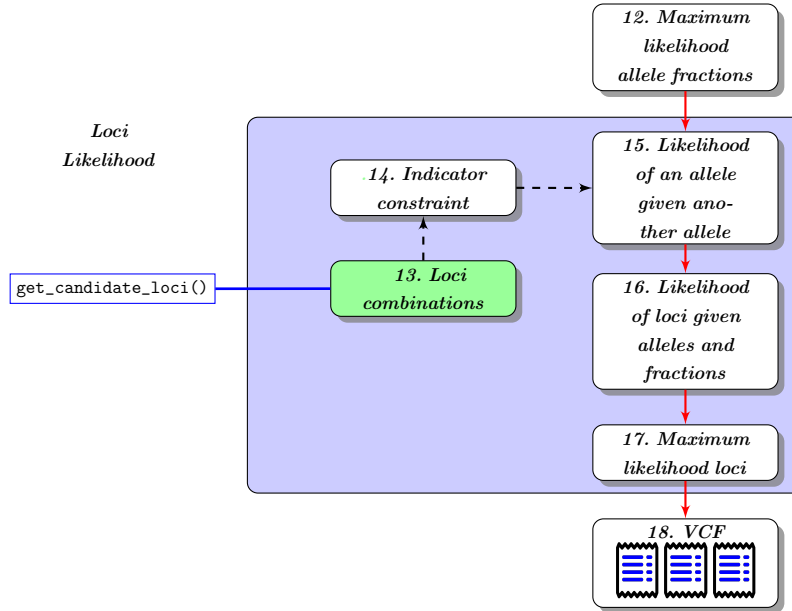 12. Maximum
likelihood
allele fractions
Loci
Likelihood
15. Likelihood
of an allele
given ano-
ther allele
.14. Indicator
constraint
13. Loci
combinations
get_candidate_loci()
16. Likelihood
of loci given
alleles and
fractions
17. Maximum
likelihood loci
18. VCF